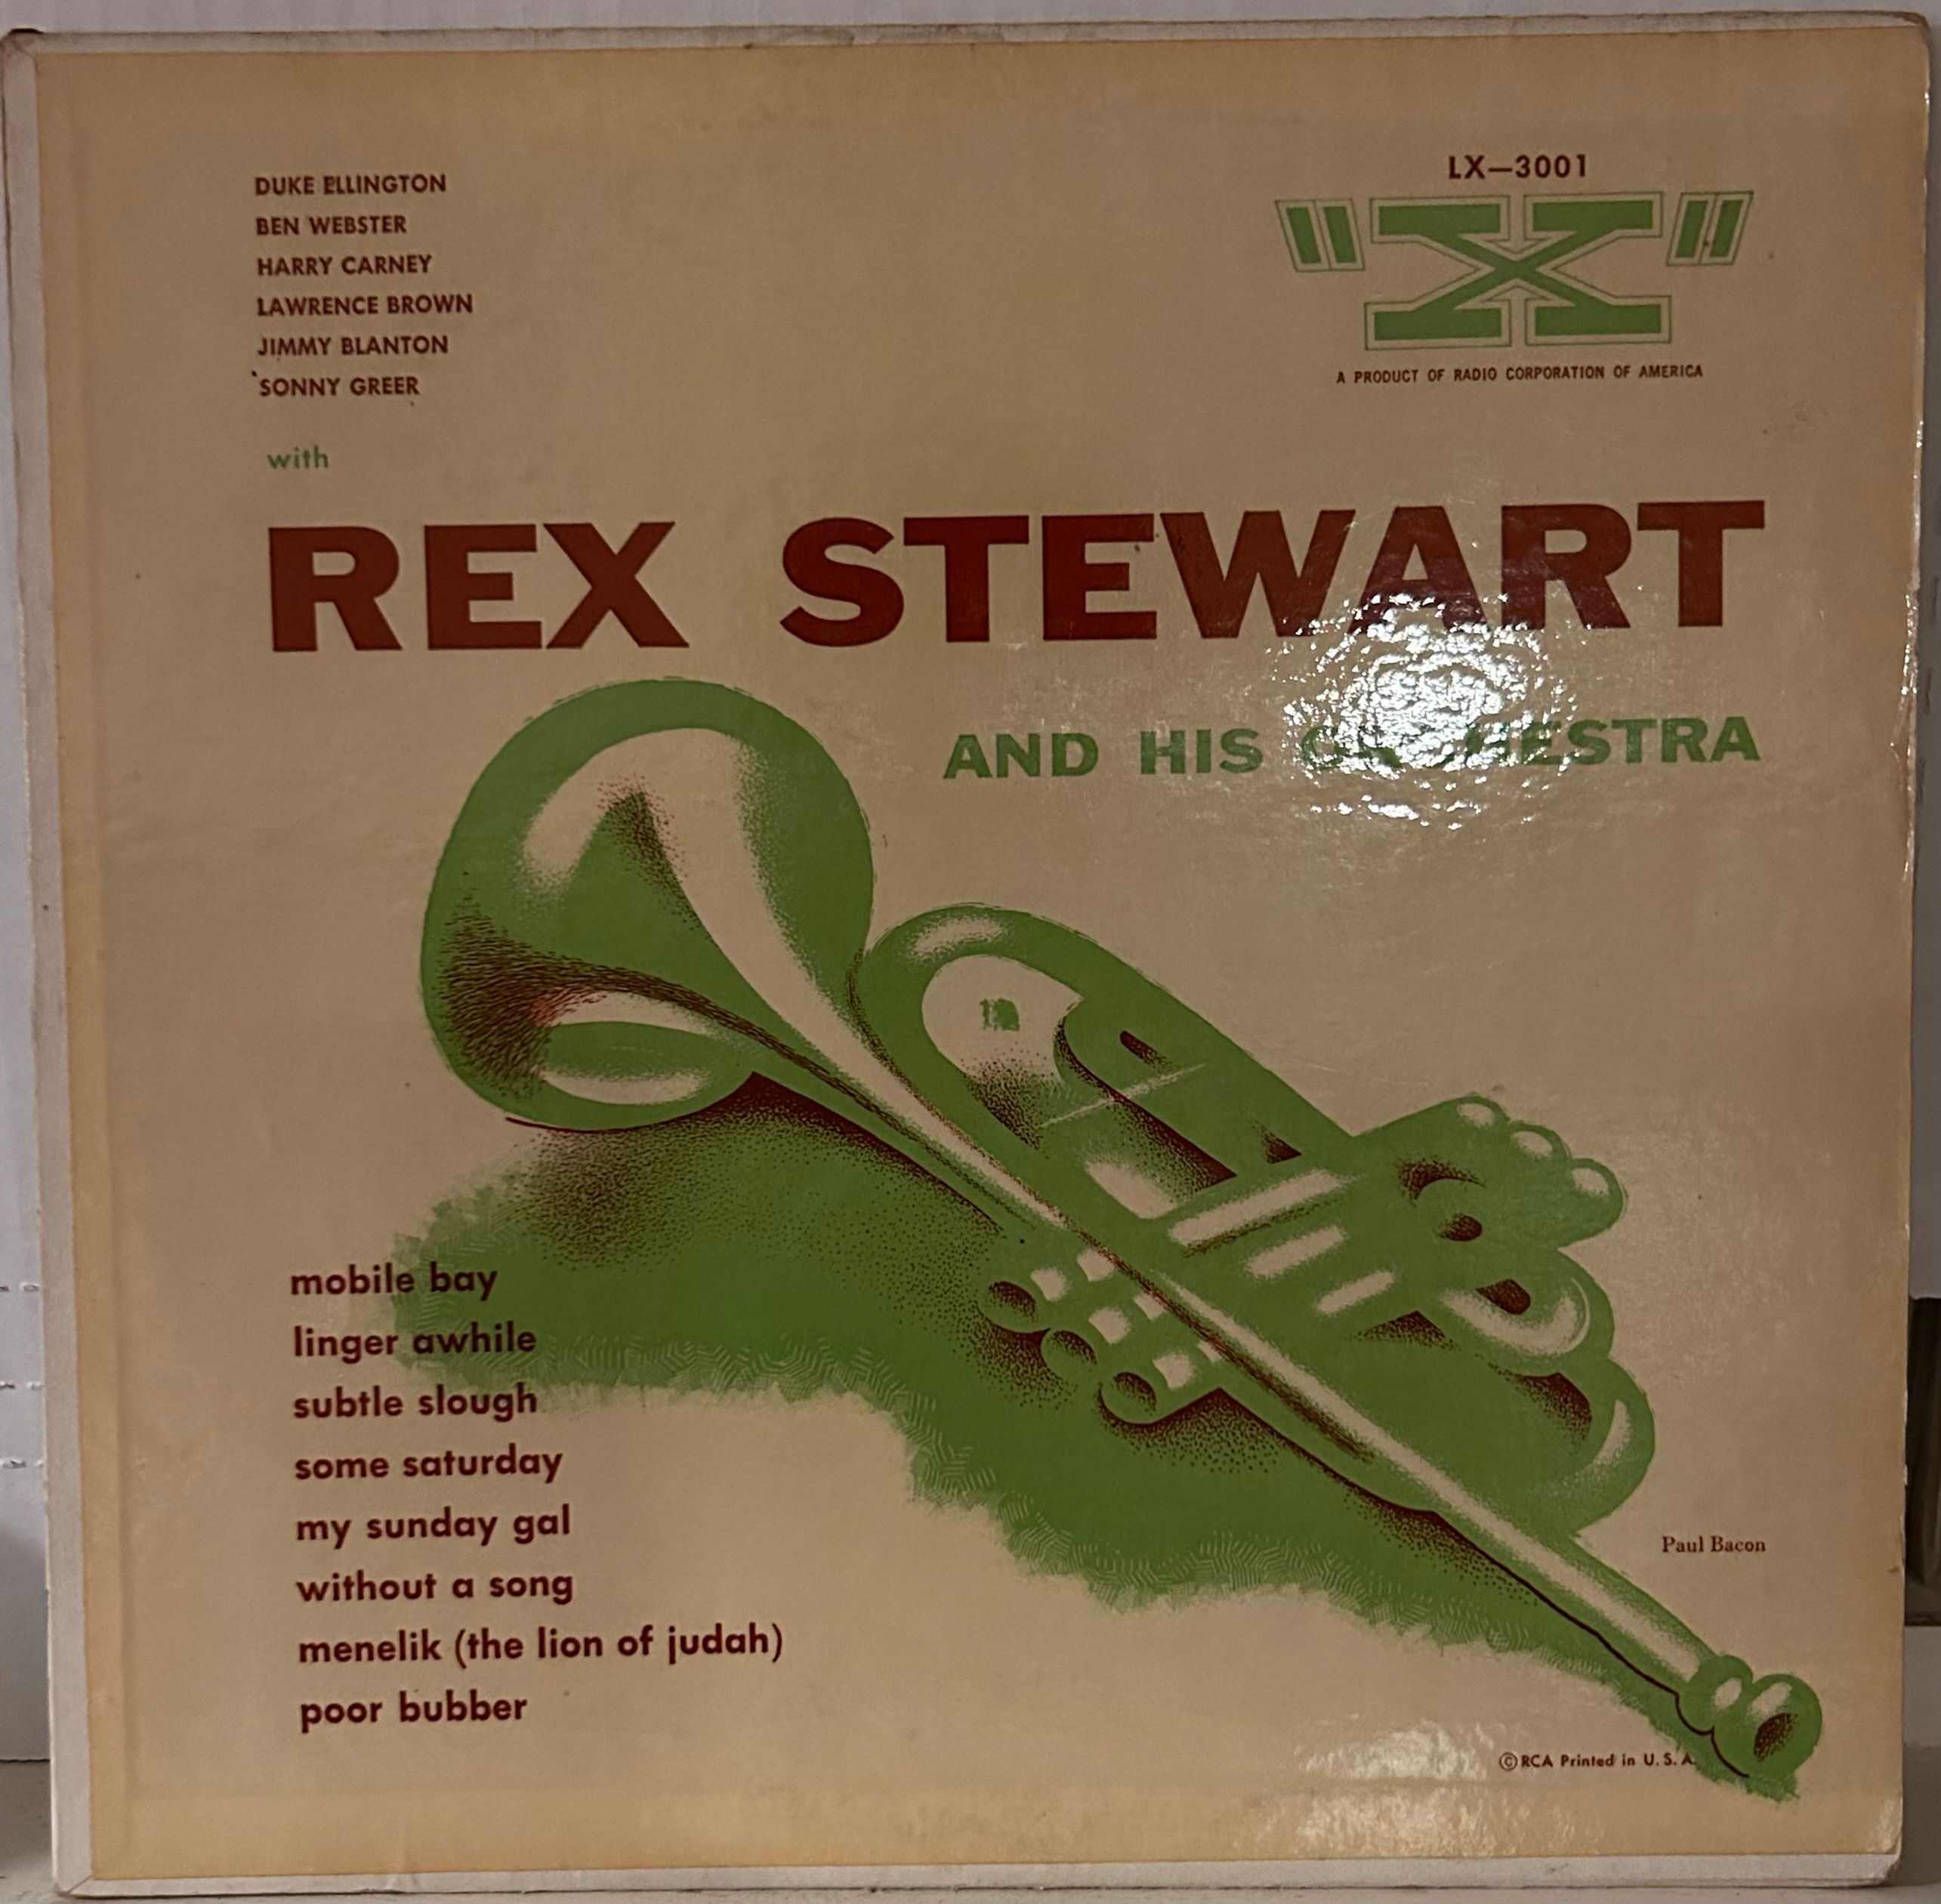 DUKE ELLINGTON
BEN WEBSTER
HARRY CARNEY
LAWRENCE BROWN
JIMMY BLANTON
SONNY GREER
with
LX—3001
"X"
A PRODUCT OF RADIO CORPORATION OF AMERICA
REX STEWART
AND HIS ORCHESTRA
mobile bay
linger awhile
subtle slough
some saturday
my sunday gal
without a song
menelik (the lion of judah)
poor bubber
Paul Bacon
©RCA Printed in U. S. A.